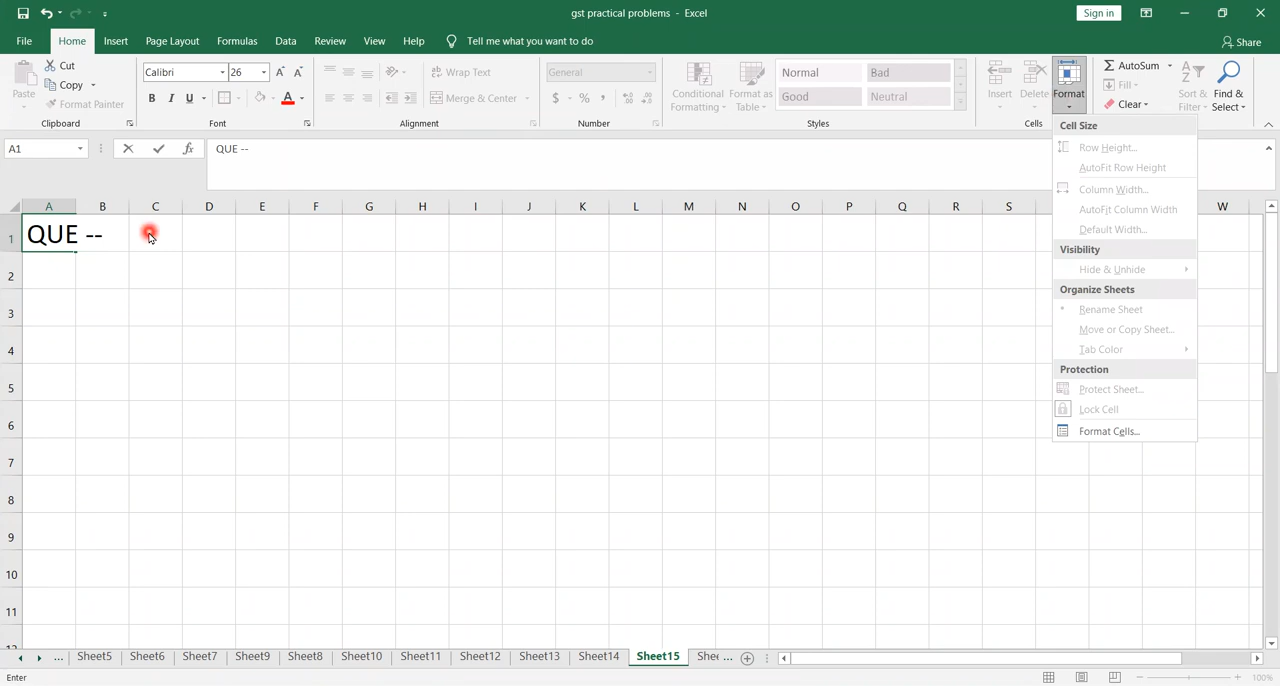 gst practical problems - Excel
Sign in
File Home Insert Page Layout Formulas Data Review View Help Tell me what you want to do
Share
Paste
Cut
Copy
Format Painter
Clipboard
Calibri 26
B I U
Font
Wrap Text
Merge & Center
Alignment
General
$ % ,
Number
Conditional Formatting
Format as Table
Normal Bad
Good Neutral
Styles
Insert Delete Format
Cells
AutoSum
Fill
Clear
Sort & Filter
Find & Select
A1
fx
QUE --
Cell Size
Row Height...
AutoFit Row Height
Column Width...
AutoFit Column Width
Default Width...
Visibility
Hide & Unhide
Organize Sheets
Rename Sheet
Move or Copy Sheet...
Tab Color
Protection
Protect Sheet...
Lock Cell
Format Cells...
A B C D E F G H I J K L M N O P Q R S W
1 QUE --
2
3
4
5
6
7
8
9
10
11
... Sheet5 Sheet6 Sheet7 Sheet9 Sheet8 Sheet10 Sheet11 Sheet12 Sheet13 Sheet14 Sheet15 ...
Enter
100%